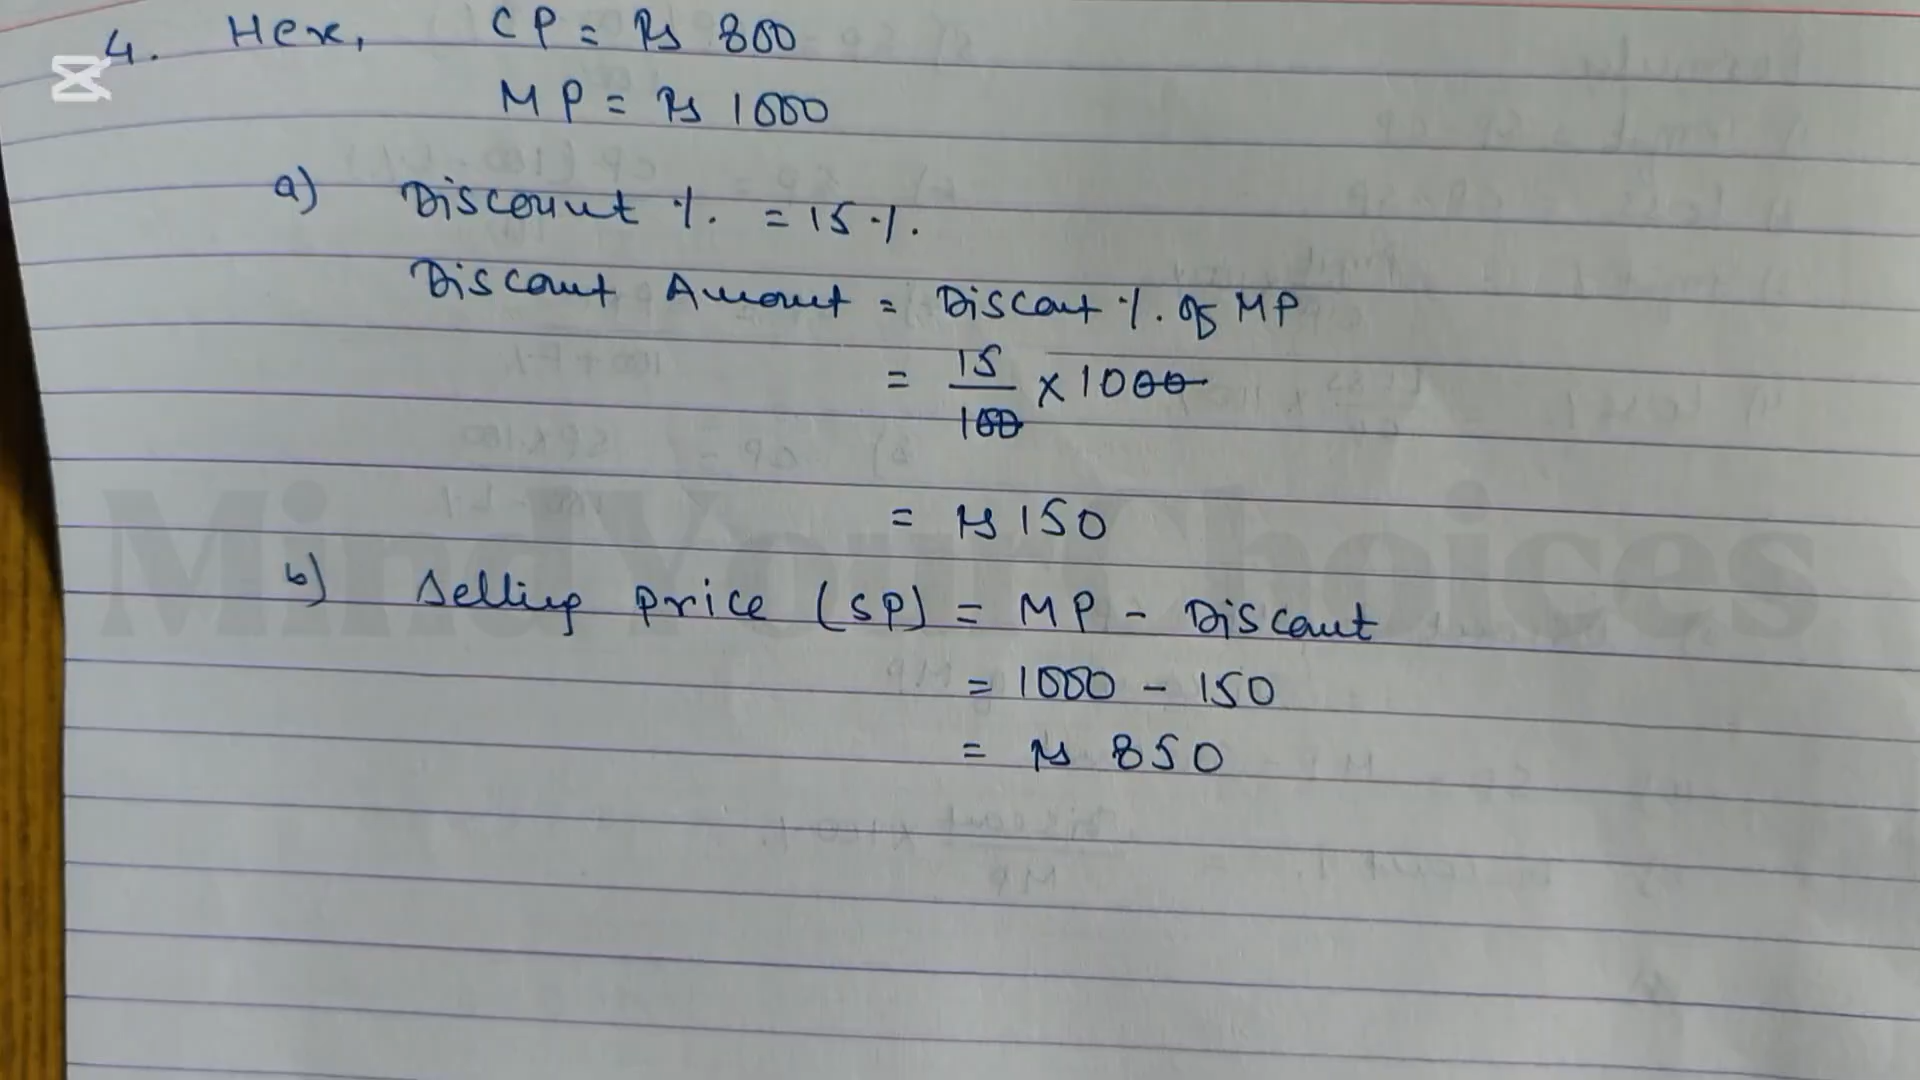 4. Here, CP = Rs 800
MP = Rs 1000
a) Discount %. = 15 %.
Discount Amount = Discount %. of MP
= 15/100 × 1000
= Rs 150
b) Selling price (SP) = MP - Discount
= 1000 - 150
= Rs 850
MindYourChoices